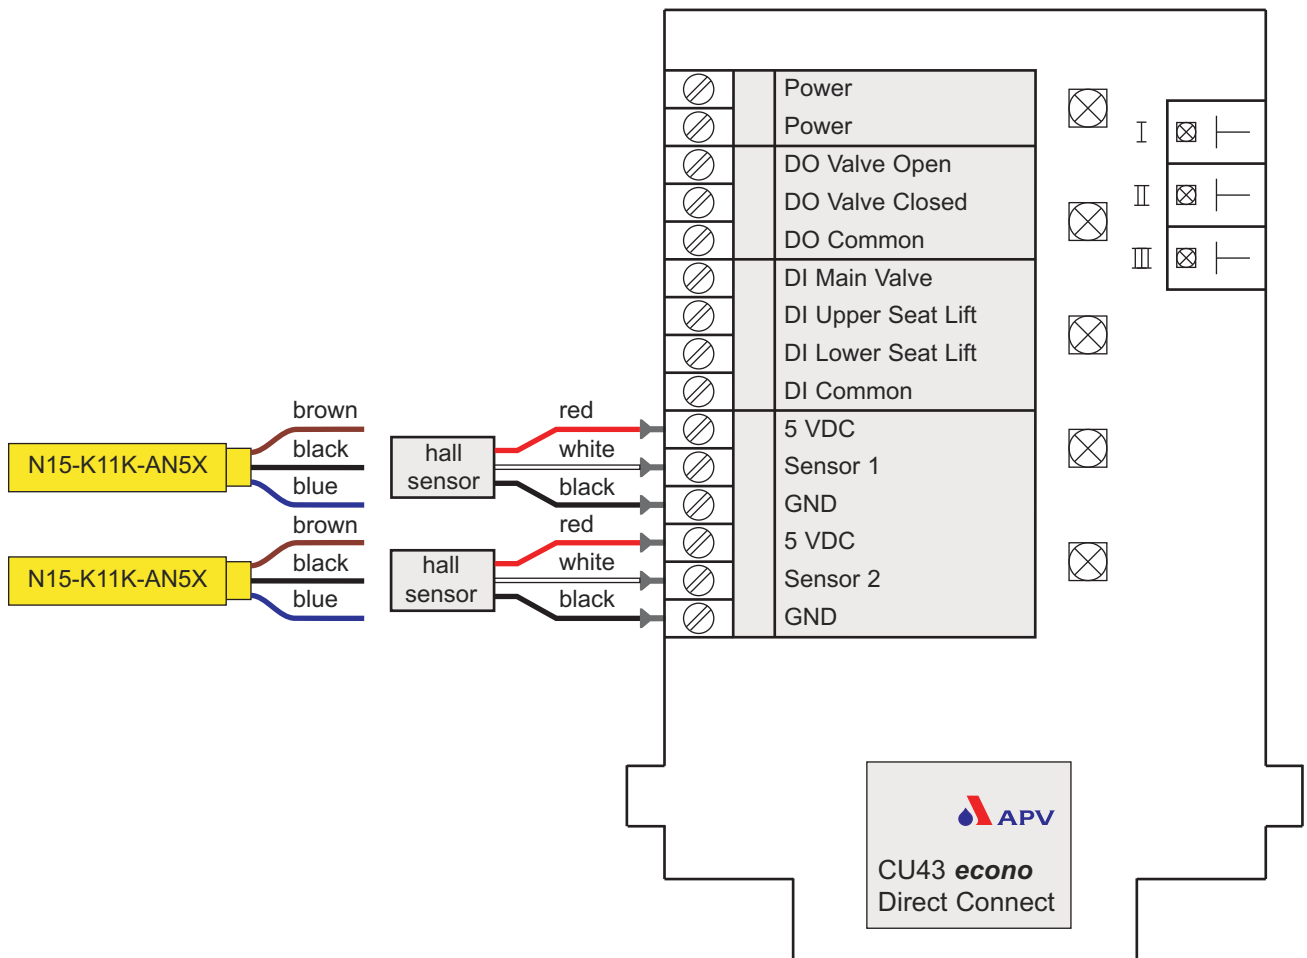 Power
Power
DO Valve Open
DO Valve Closed
DO Common
DI Main Valve
DI Upper Seat Lift
DI Lower Seat Lift
DI Common
5 VDC
Sensor 1
GND
5 VDC
Sensor 2
GND
I
II
III
N15-K11K-AN5X
brown
black
blue
hall
sensor
red
white
black
N15-K11K-AN5X
brown
black
blue
hall
sensor
red
white
black
APV
CU43 econo
Direct Connect